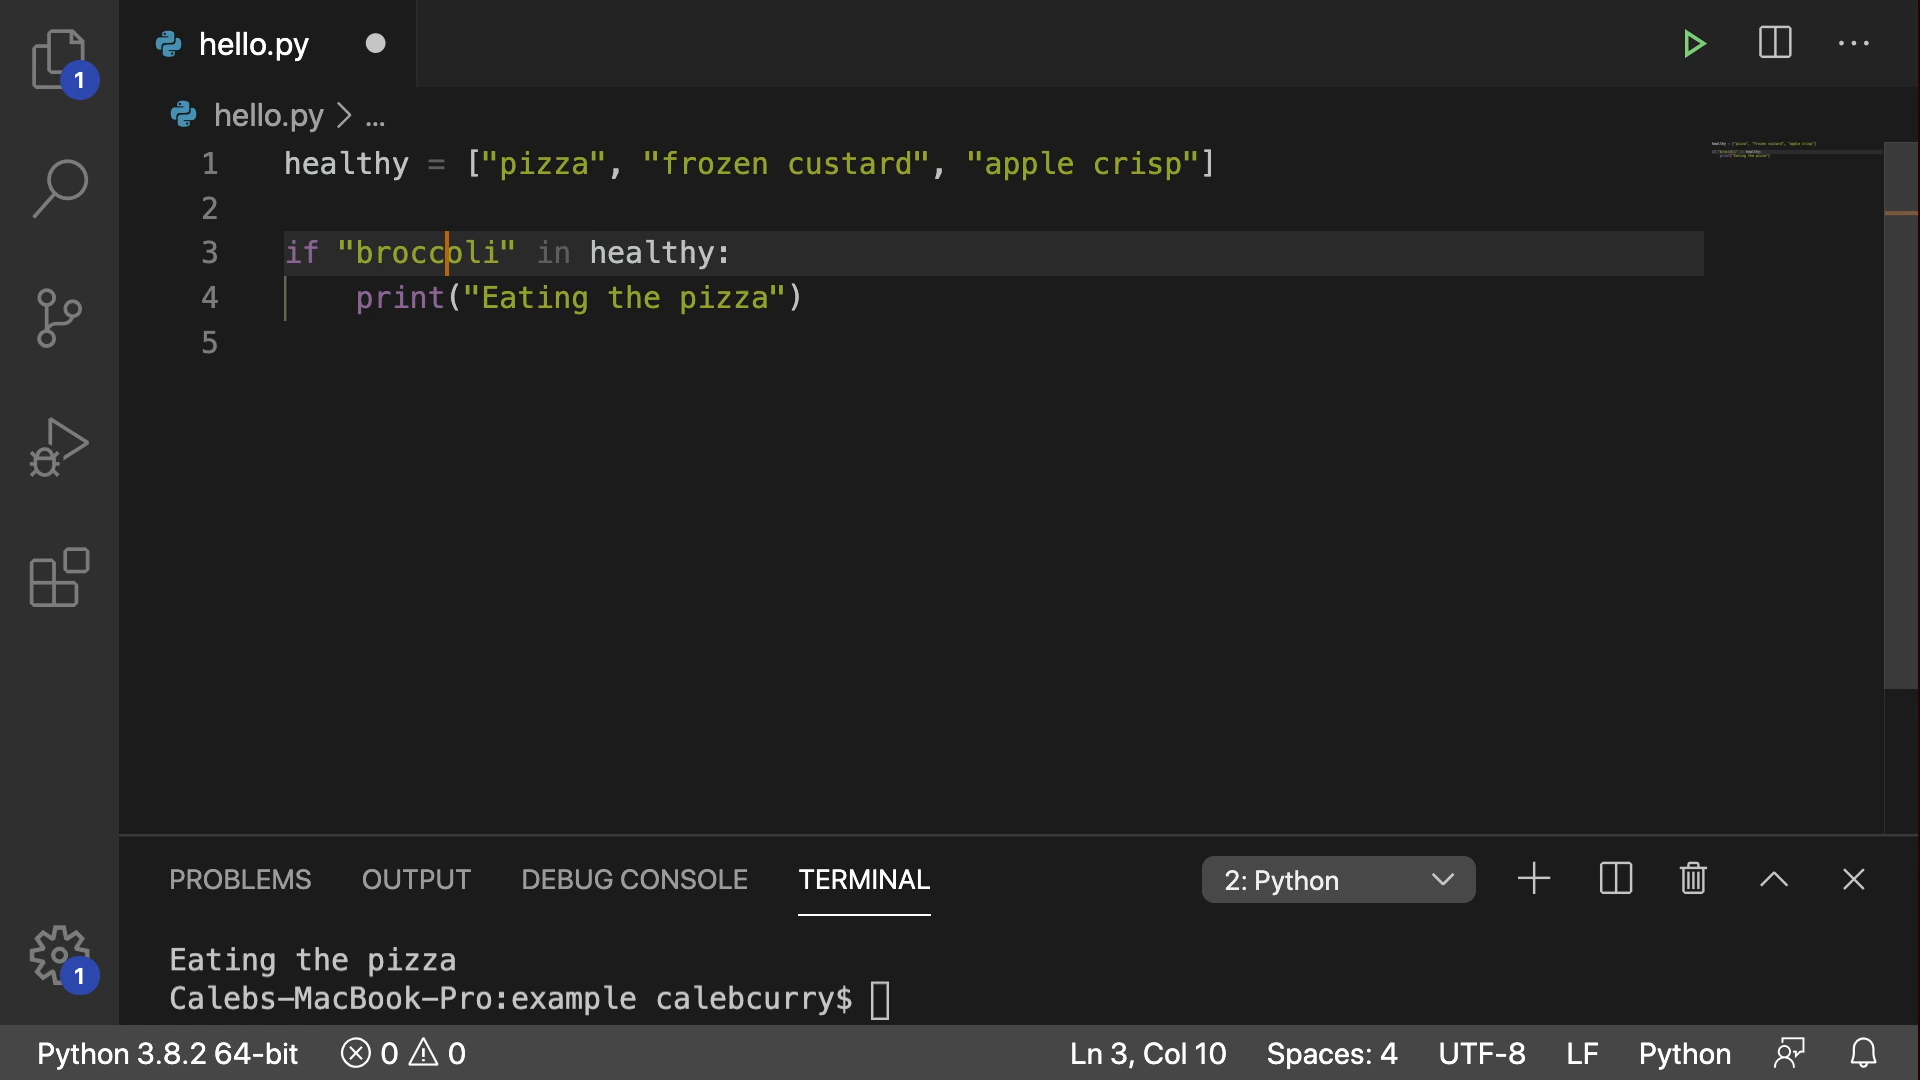 hello.py
1
hello.py > ...
1 healthy = ["pizza", "frozen custard", "apple crisp"]
2
3 if "broccoli" in healthy:
4     print("Eating the pizza")
5
PROBLEMS OUTPUT DEBUG CONSOLE TERMINAL 2: Python
Eating the pizza
Calebs-MacBook-Pro:example calebcurry$
1
Python 3.8.2 64-bit 0 0 Ln 3, Col 10 Spaces: 4 UTF-8 LF Python